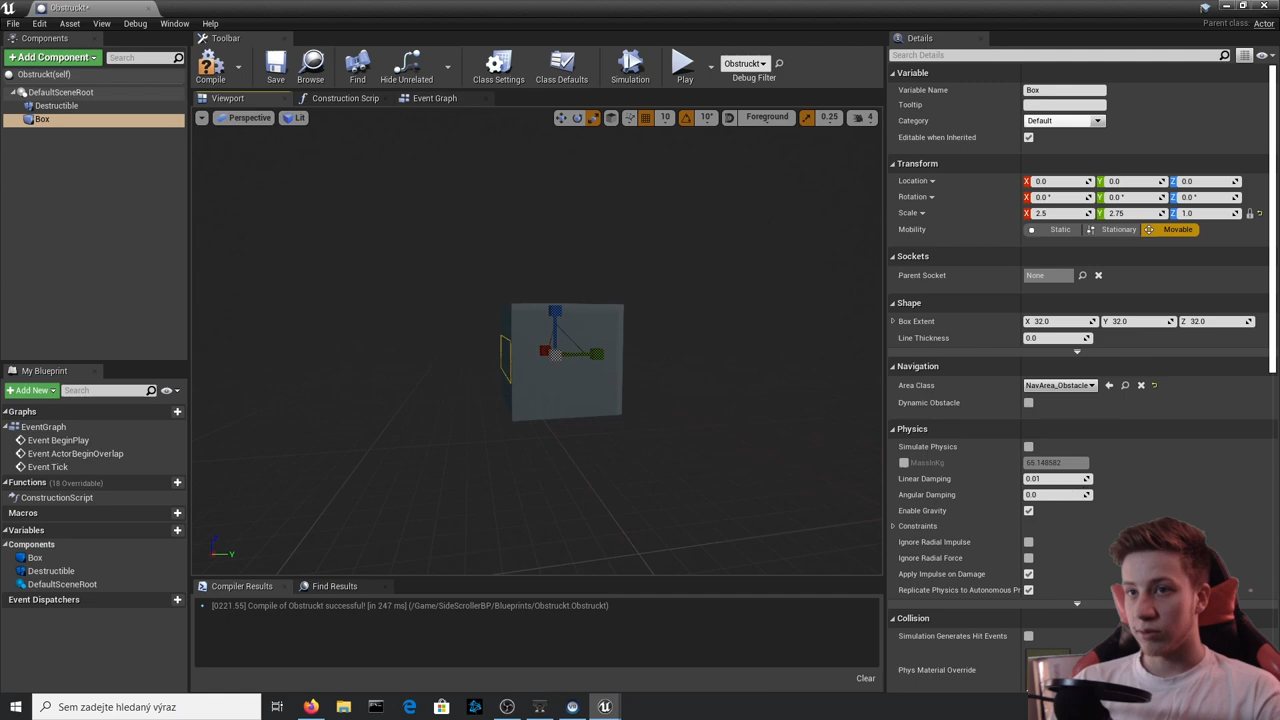 Obstruckt*
File Edit Asset View Debug Window Help
Parent class: Actor
Components
+Add Component
Search
Obstruckt(self)
DefaultSceneRoot
Destructible
Box
Toolbar
Compile
Save
Browse
Find
Hide Unrelated
Class Settings
Class Defaults
Simulation
Play
Obstruckt
Debug Filter
Viewport
Construction Scrip
Event Graph
Perspective
Lit
10
10°
Foreground
0.25
4
My Blueprint
+Add New
Search
Graphs
EventGraph
Event BeginPlay
Event ActorBeginOverlap
Event Tick
Functions (18 Overridable)
ConstructionScript
Macros
Variables
Components
Box
Destructible
DefaultSceneRoot
Event Dispatchers
Z
Y
Compiler Results
Find Results
[0221.55] Compile of Obstruckt successful! [in 247 ms] (/Game/SideScrollerBP/Blueprints/Obstruckt.Obstruckt)
Clear
Details
Search Details
Variable
Variable Name Box
Tooltip
Category Default
Editable when Inherited
Transform
Location X 0.0 Y 0.0 Z 0.0
Rotation X 0.0 ° Y 0.0 ° Z 0.0 °
Scale X 2.5 Y 2.75 Z 1.0
Mobility Static Stationary Movable
Sockets
Parent Socket None
Shape
Box Extent X 32.0 Y 32.0 Z 32.0
Line Thickness 0.0
Navigation
Area Class NavArea_Obstacle
Dynamic Obstacle
Physics
Simulate Physics
MassInKg 65.148582
Linear Damping 0.01
Angular Damping 0.0
Enable Gravity
Constraints
Ignore Radial Impulse
Ignore Radial Force
Apply Impulse on Damage
Replicate Physics to Autonomous Pr
Collision
Simulation Generates Hit Events
Phys Material Override
Sem zadejte hledaný výraz